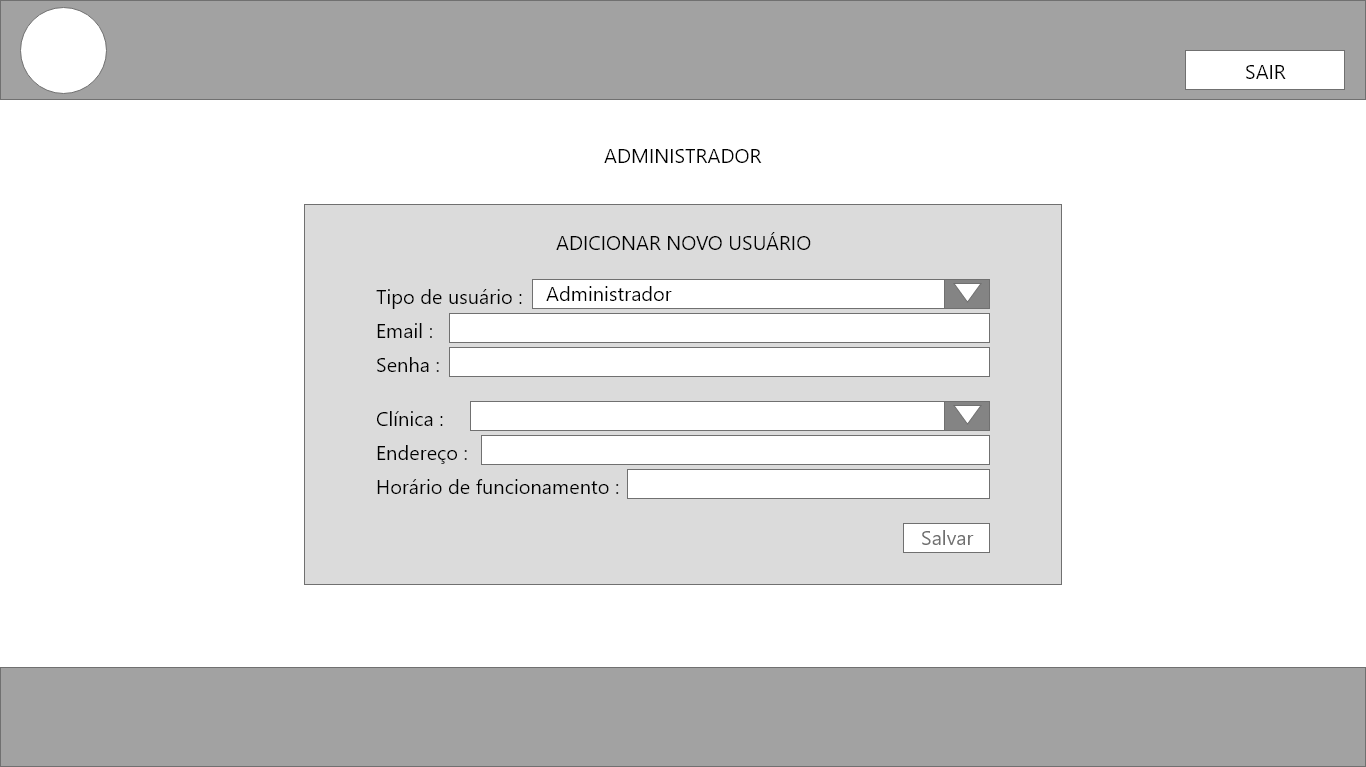 SAIR
ADMINISTRADOR
ADICIONAR NOVO USUÁRIO
Tipo de usuário : Administrador
Email :
Senha :
Clínica :
Endereço :
Horário de funcionamento :
Salvar